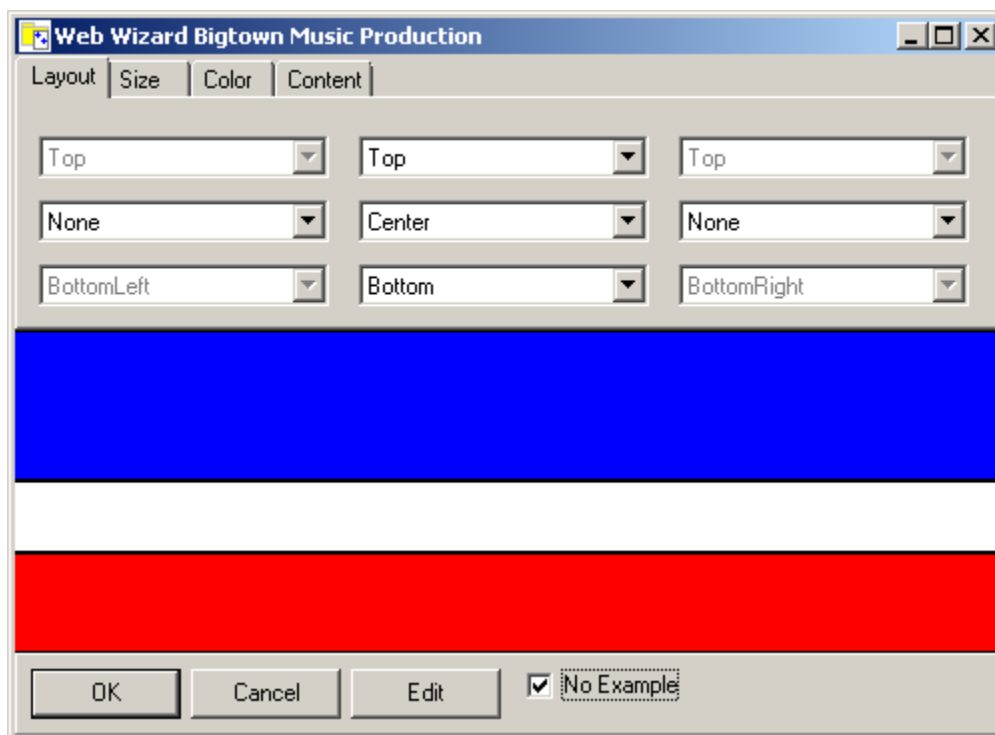 Web Wizard Bigtown Music Production
Layout Size Color Content
Top Top Top
None Center None
BottomLeft Bottom BottomRight
OK Cancel Edit No Example